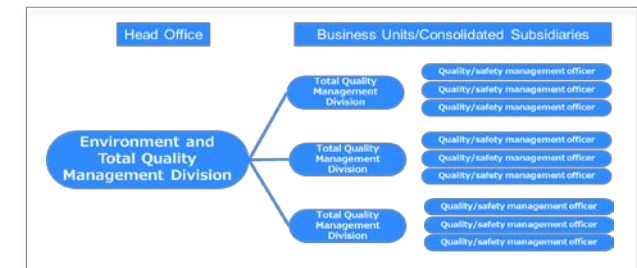 Head Office
Business Units/Consolidated Subsidiaries
Environment and
Total Quality
Management Division
Total Quality
Management
Division
Quality/safety management officer
Quality/safety management officer
Quality/safety management officer
Total Quality
Management
Division
Quality/safety management officer
Quality/safety management officer
Quality/safety management officer
Total Quality
Management
Division
Quality/safety management officer
Quality/safety management officer
Quality/safety management officer